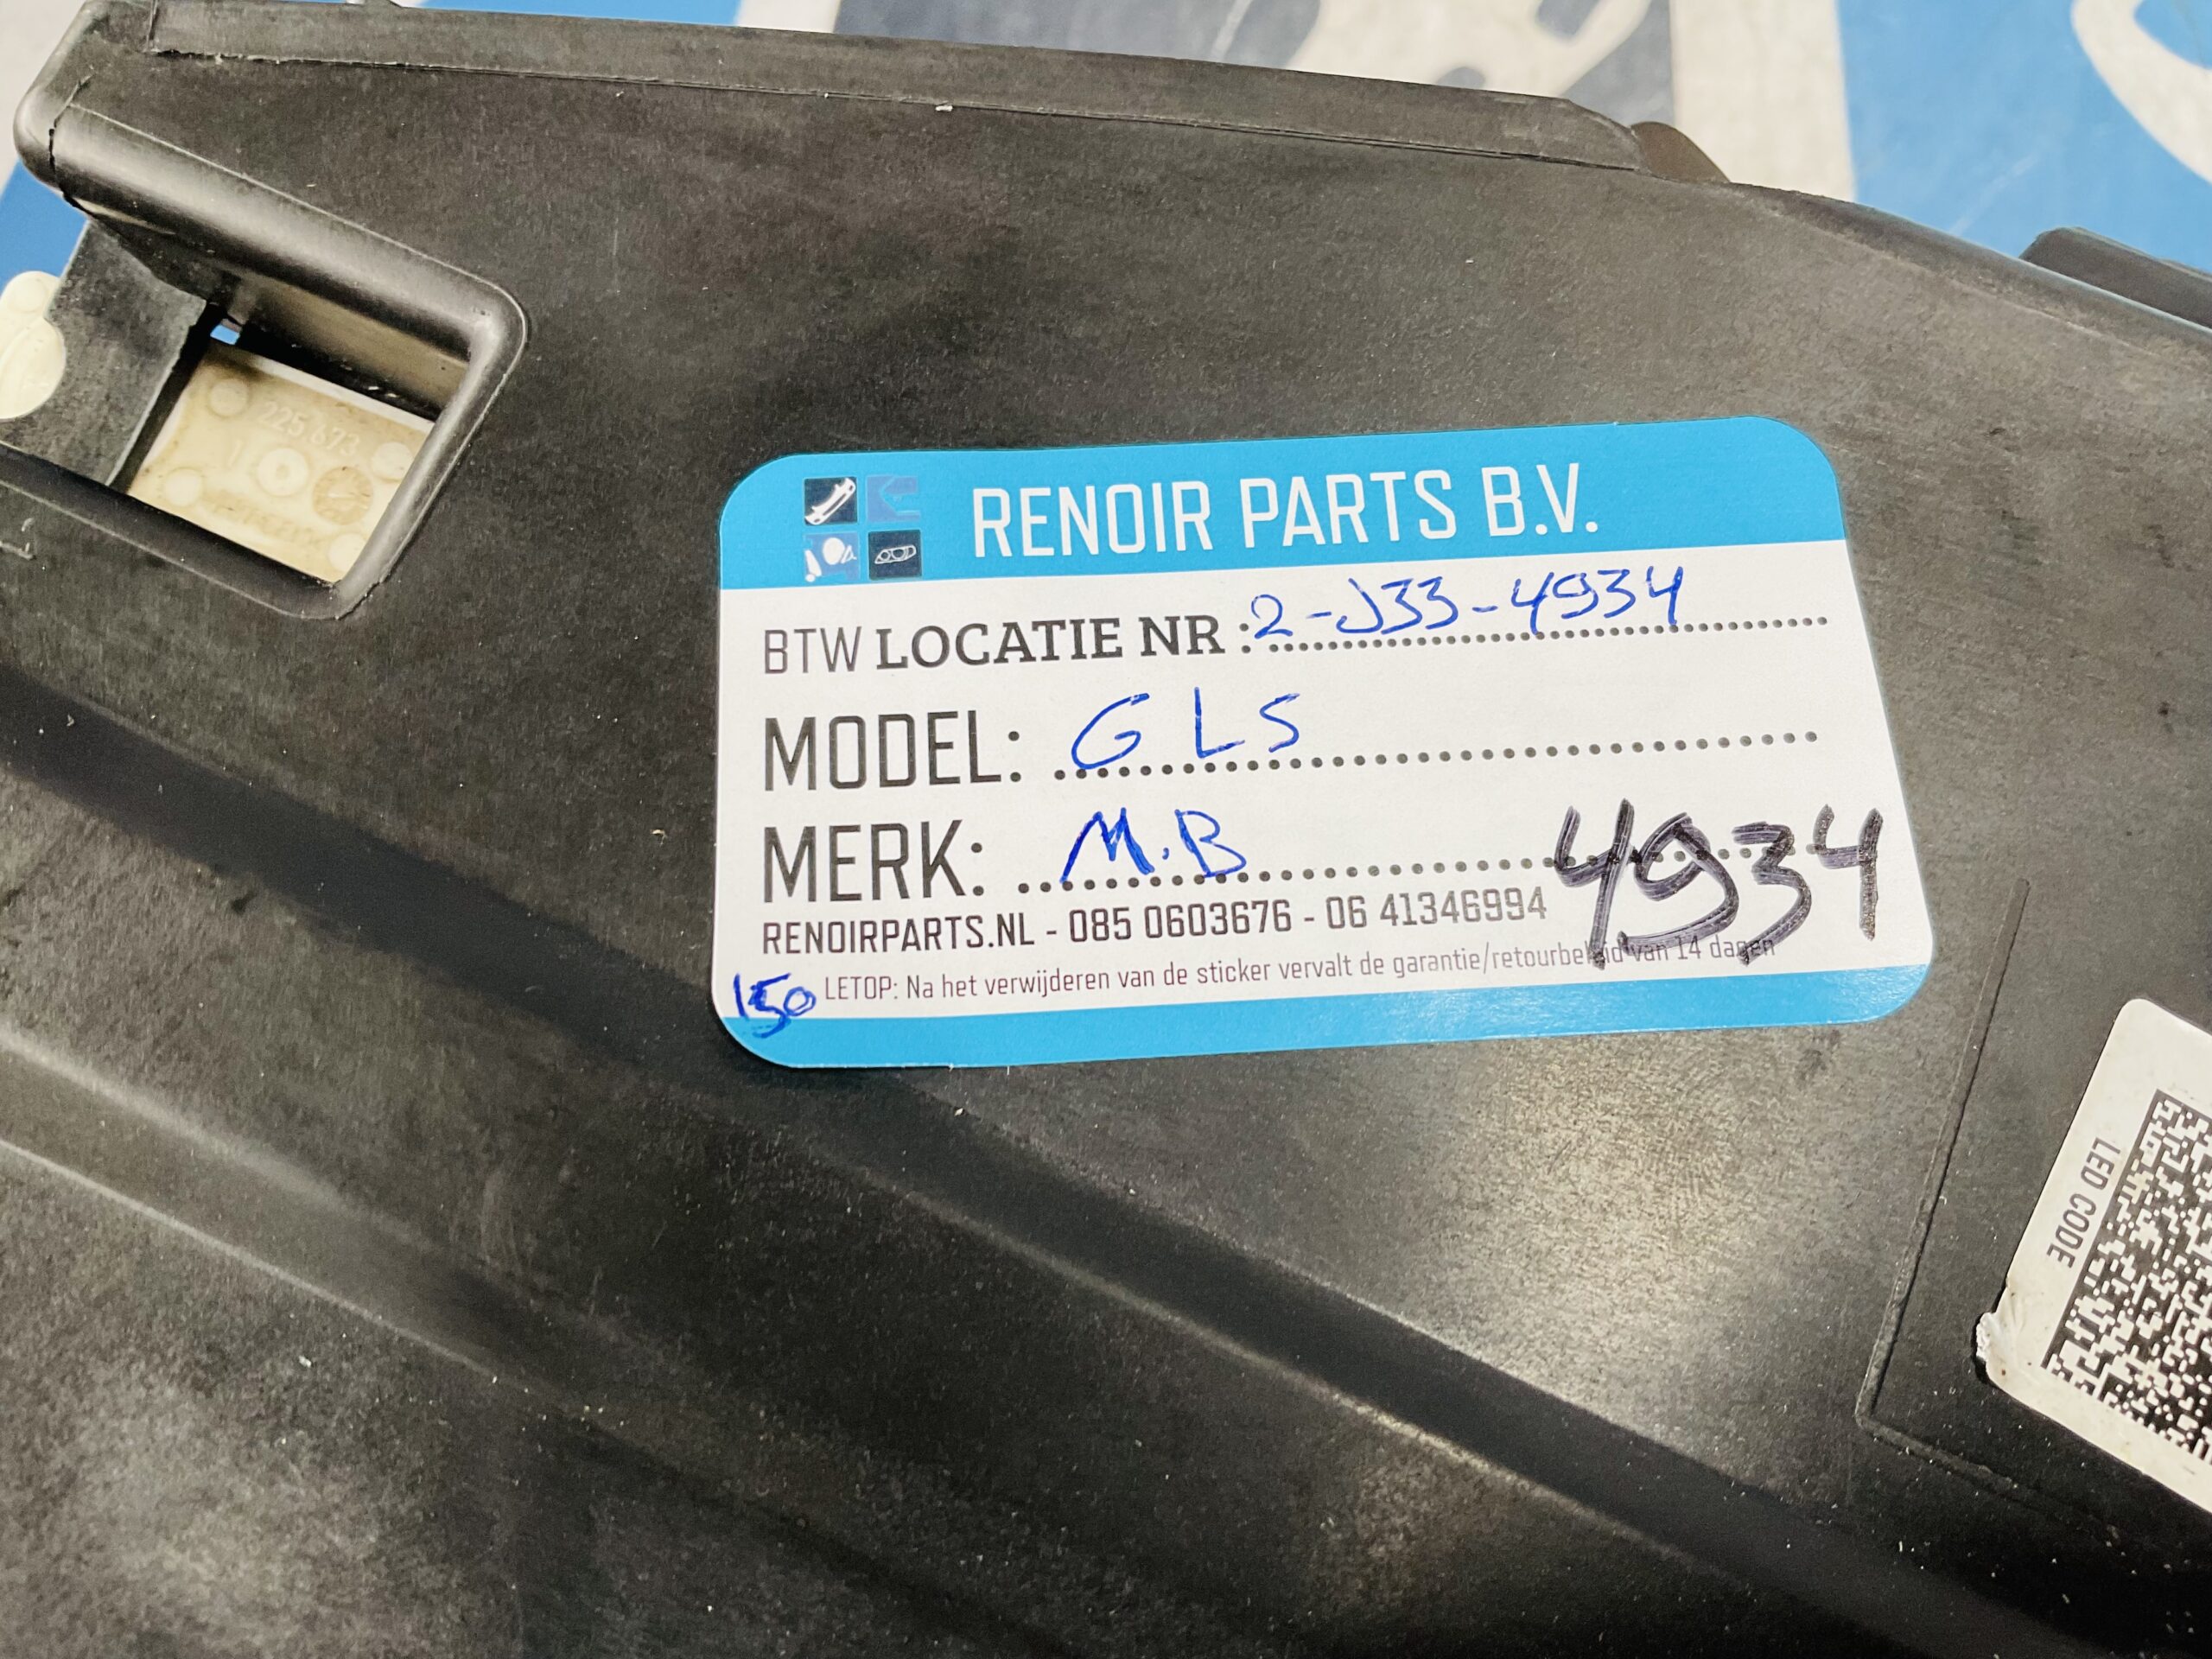 225.673
RENOIR PARTS B.V.
BTW LOCATIE NR : 2-J33-4934
MODEL: GLS
MERK: M.B
4934
RENOIRPARTS.NL - 085 0603676 - 06 41346994
150 LETOP: Na het verwijderen van de sticker vervalt de garantie/retourbeleid van 14 dagen
LED CODE